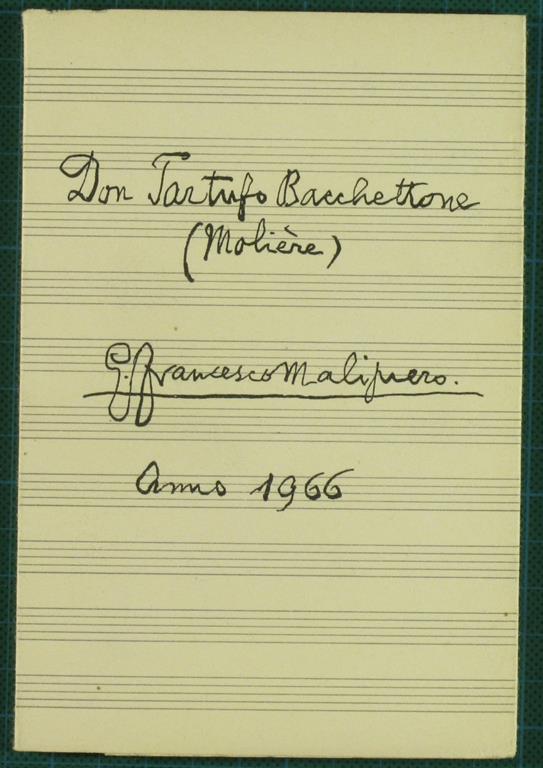 Don Tartufo Bacchettone
(Molière)
G. Francesco Malipiero.
Anno 1966